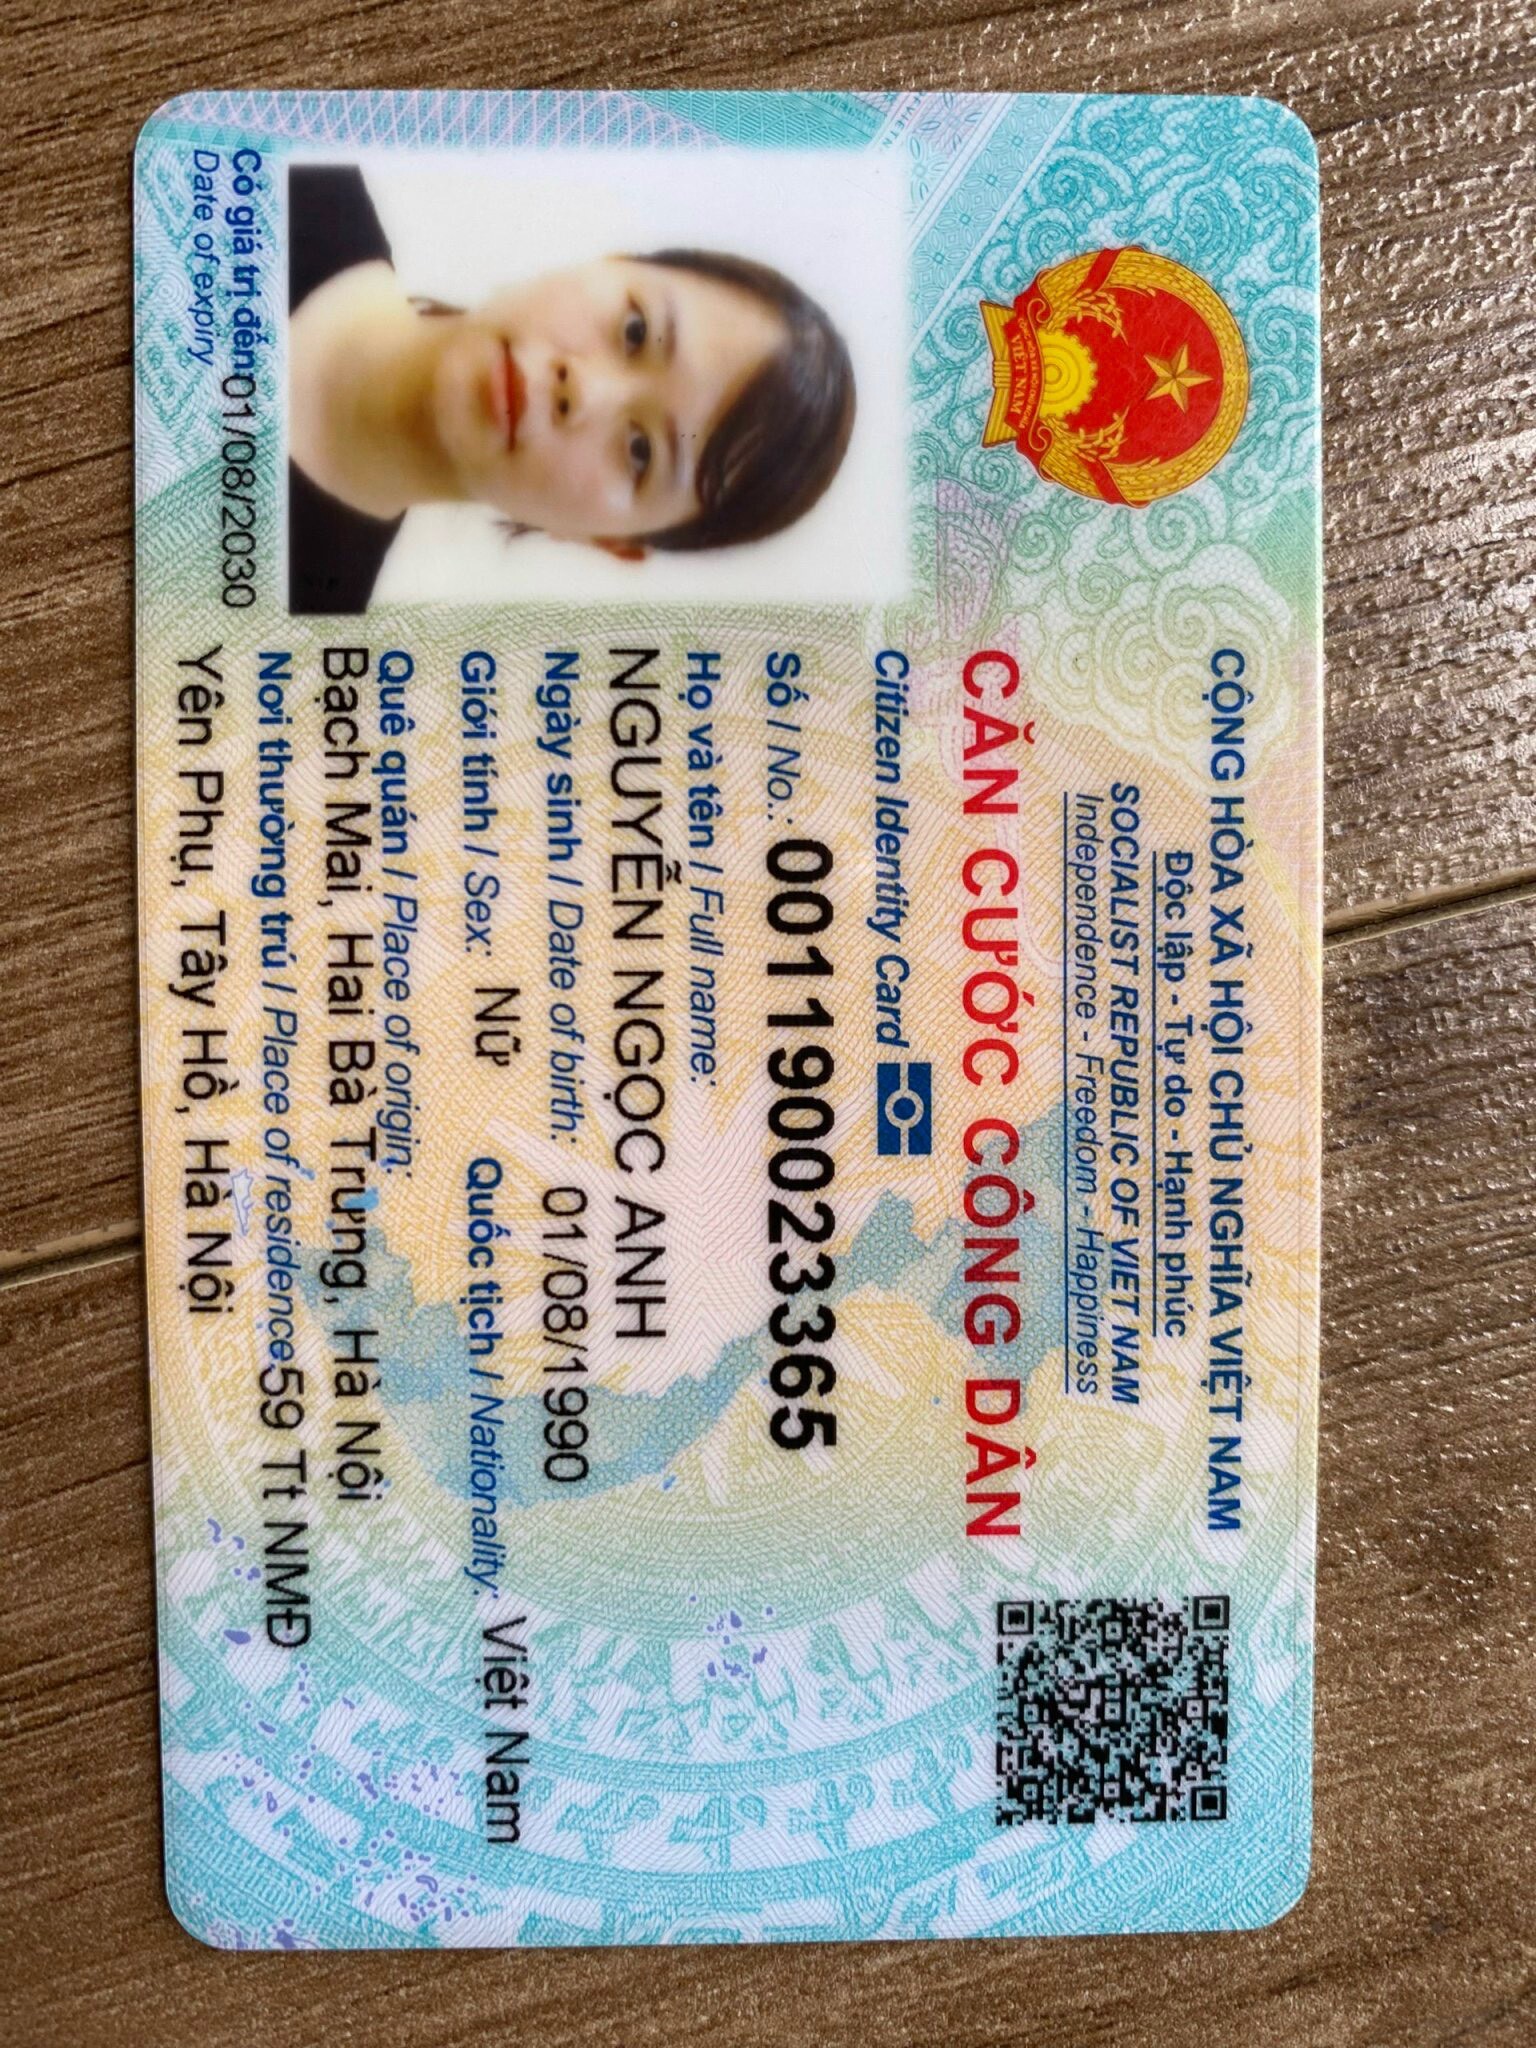 CỘNG HÒA XÃ HỘI CHỦ NGHĨA VIỆT NAM
Độc lập - Tự do - Hạnh phúc
SOCIALIST REPUBLIC OF VIET NAM
Independence - Freedom - Happiness
CĂN CƯỚC CÔNG DÂN
Citizen Identity Card
Số / No.: 001190023365
Họ và tên / Full name:
NGUYỄN NGỌC ANH
Ngày sinh / Date of birth: 01/08/1990
Giới tính / Sex: Nữ Quốc tịch / Nationality: Việt Nam
Quê quán / Place of origin:
Bạch Mai, Hai Bà Trưng, Hà Nội
Nơi thường trú / Place of residence: 59 Tt NMĐ
Yên Phụ, Tây Hồ, Hà Nội
Có giá trị đến: 01/08/2030
Date of expiry
VIỆT NAM